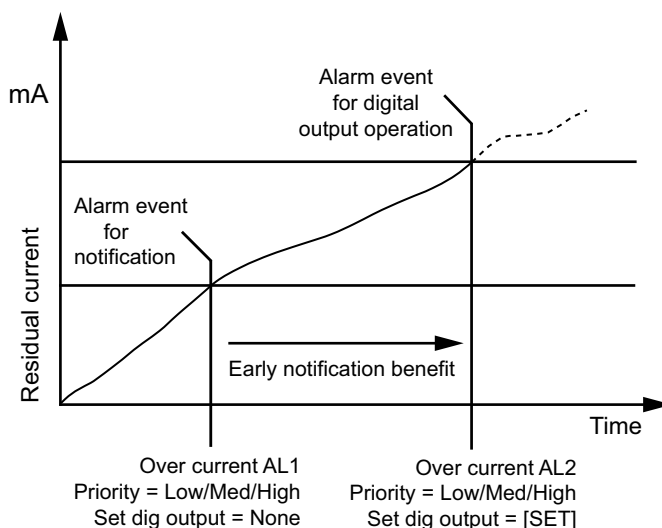 mA
Residual current
Alarm event
for
notification
Alarm event
for digital
output operation
Early notification benefit
Time
Over current AL1
Priority = Low/Med/High
Set dig output = None
Over current AL2
Priority = Low/Med/High
Set dig output = [SET]